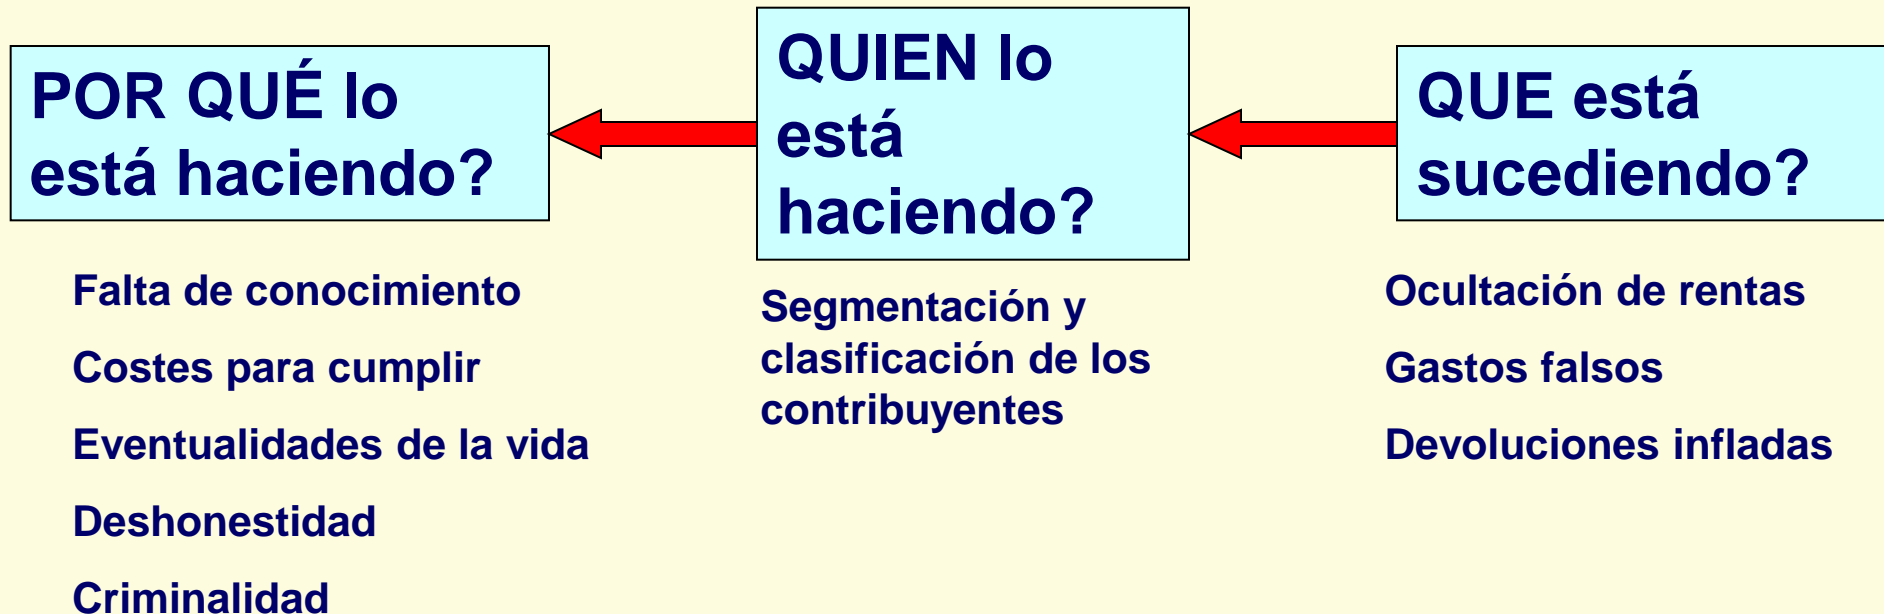 POR QUÉ lo
está haciendo?
Falta de conocimiento
Costes para cumplir
Eventualidades de la vida
Deshonestidad
Criminalidad
QUIEN lo
está
haciendo?
Segmentación y
clasificación de los
contribuyentes
QUE está
sucediendo?
Ocultación de rentas
Gastos falsos
Devoluciones infladas